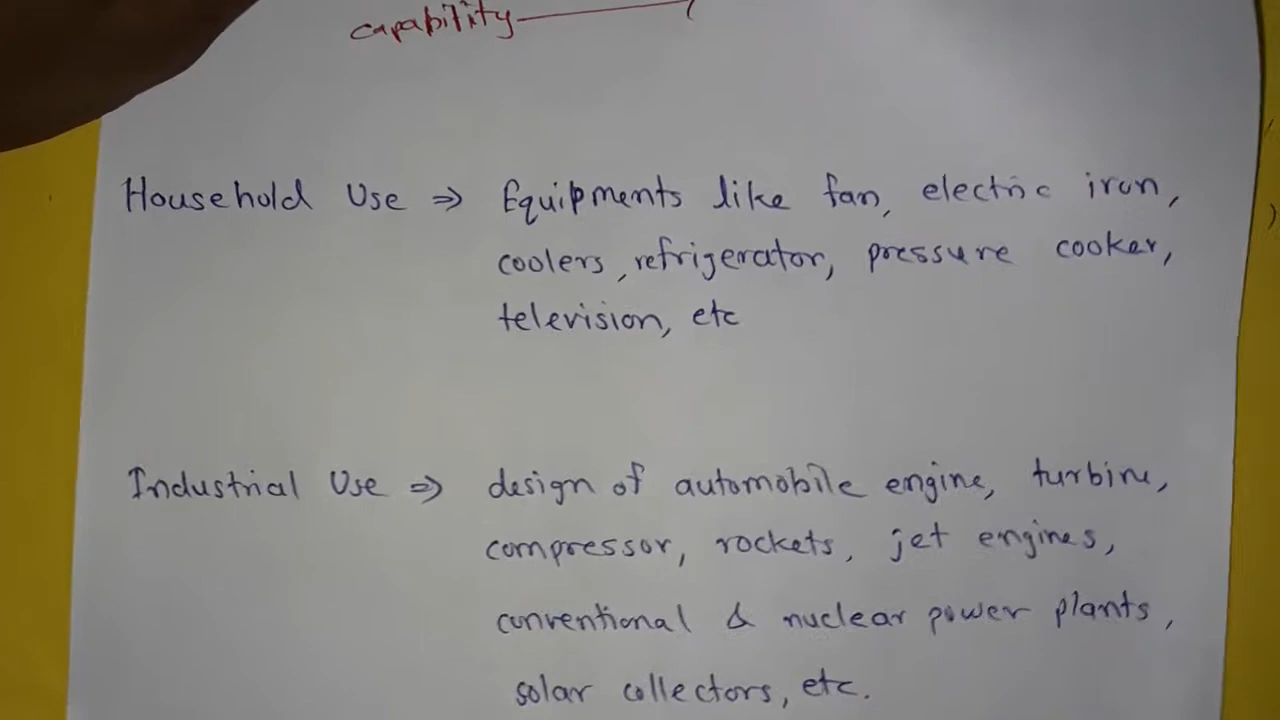 capability
Household Use ⇒ Equipments like fan, electric iron,
coolers, refrigerator, pressure cooker,
television, etc
Industrial Use ⇒ design of automobile engine, turbine,
compressor, rockets, jet engines,
conventional & nuclear power plants,
solar collectors, etc.